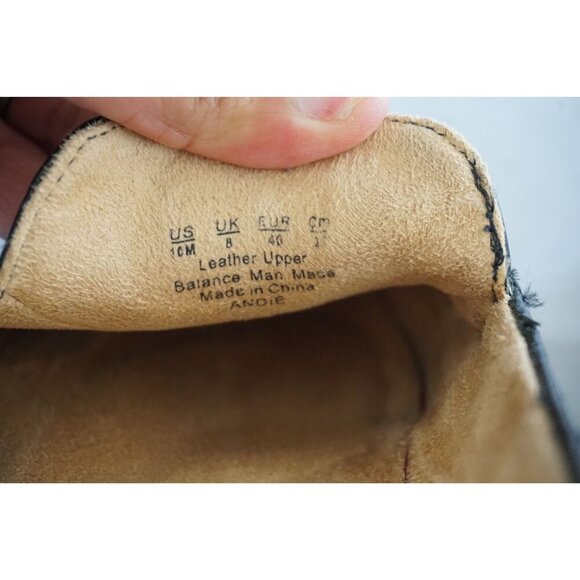 US UK EUR cm
10M 8 40
Leather Upper
Balance Man Made
Made in China
ANDIE